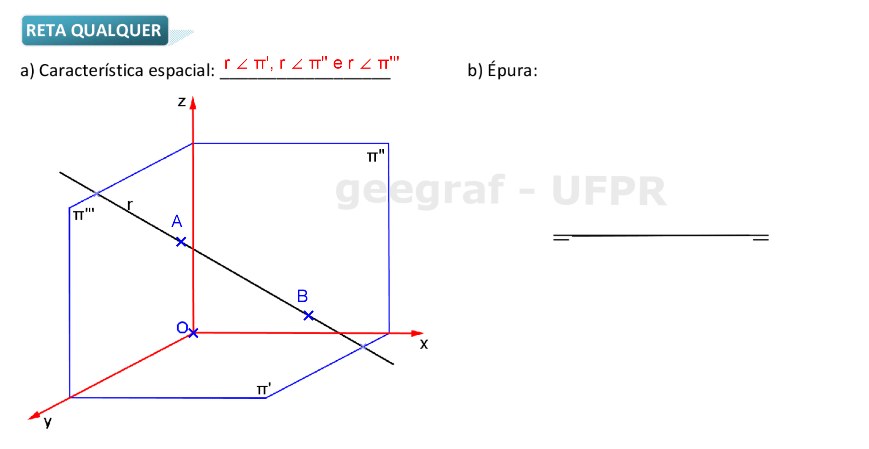 RETA QUALQUER
a) Característica espacial: r ∠ π', r ∠ π'' e r ∠ π'''
b) Épura:
z
π''
geegraf - UFPR
π'''
r
A
B
O
x
π'
y